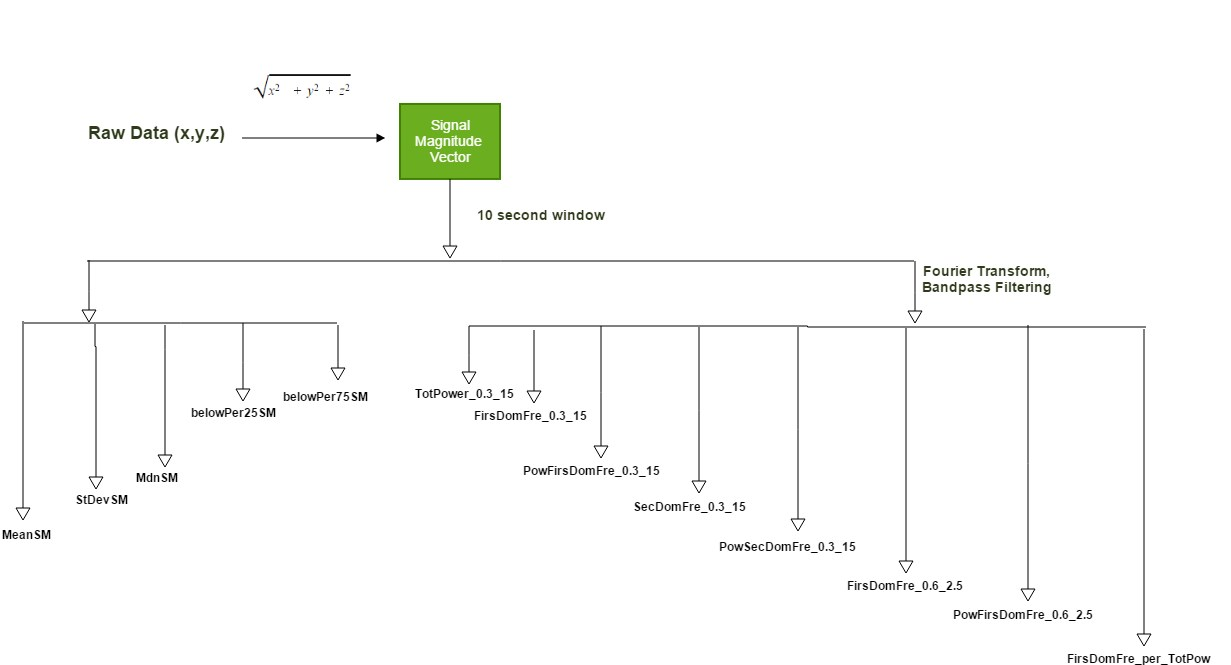 √x² + y² + z²
Raw Data (x,y,z)
Signal
Magnitude
Vector
10 second window
Fourier Transform,
Bandpass Filtering
MeanSM
StDevSM
MdnSM
belowPer25SM
belowPer75SM
TotPower_0.3_15
FirsDomFre_0.3_15
PowFirsDomFre_0.3_15
SecDomFre_0.3_15
PowSecDomFre_0.3_15
FirsDomFre_0.6_2.5
PowFirsDomFre_0.6_2.5
FirsDomFre_per_TotPow